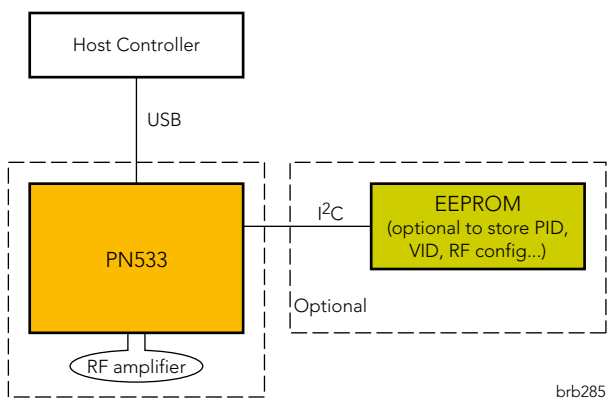 Host Controller
USB
I²C
EEPROM
(optional to store PID,
VID, RF config...)
PN533
Optional
RF amplifier
brb285